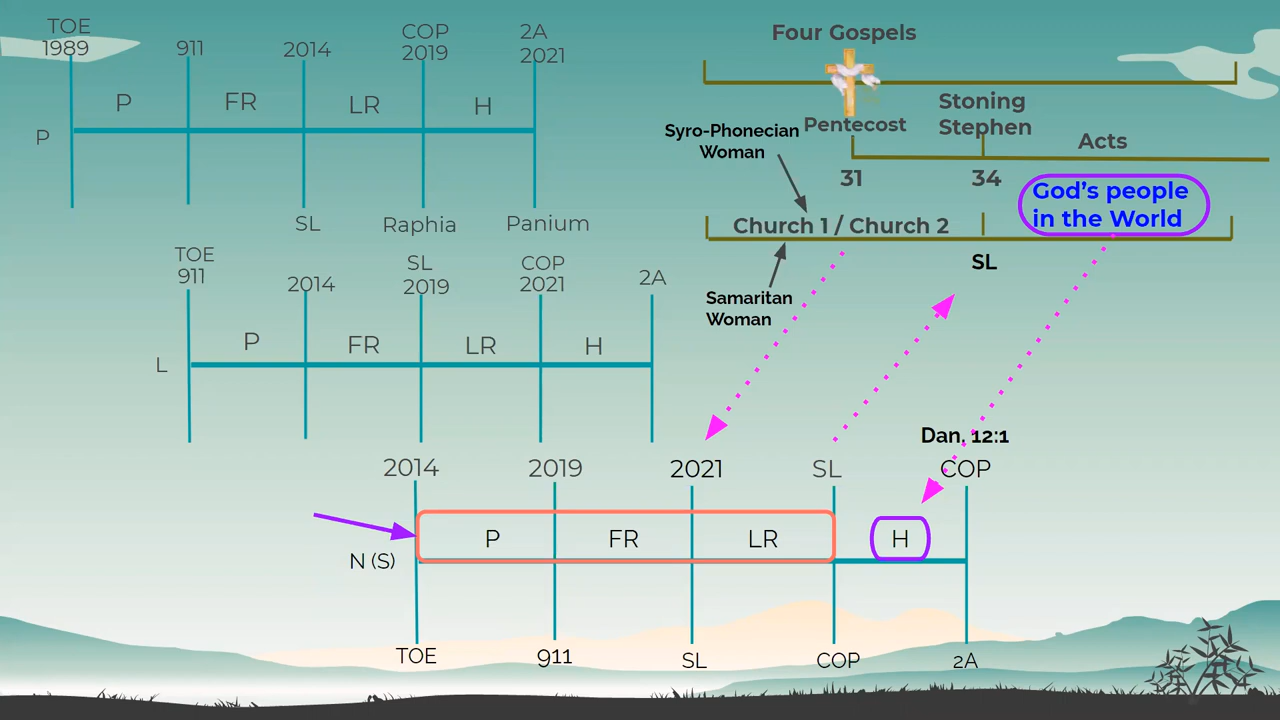 TOE
1989
911
2014
COP
2019
2A
2021
P
FR
LR
H
P
SL
Raphia
Panium
Four Gospels
Pentecost
Stoning
Stephen
Acts
Syro-Phonecian
Woman
31
34
God's people
in the World
Church 1 / Church 2
SL
Samaritan
Woman
TOE
911
2014
SL
2019
COP
2021
2A
P
FR
LR
H
L
Dan. 12:1
2014
2019
2021
SL
COP
P
FR
LR
H
N (S)
TOE
911
SL
COP
2A